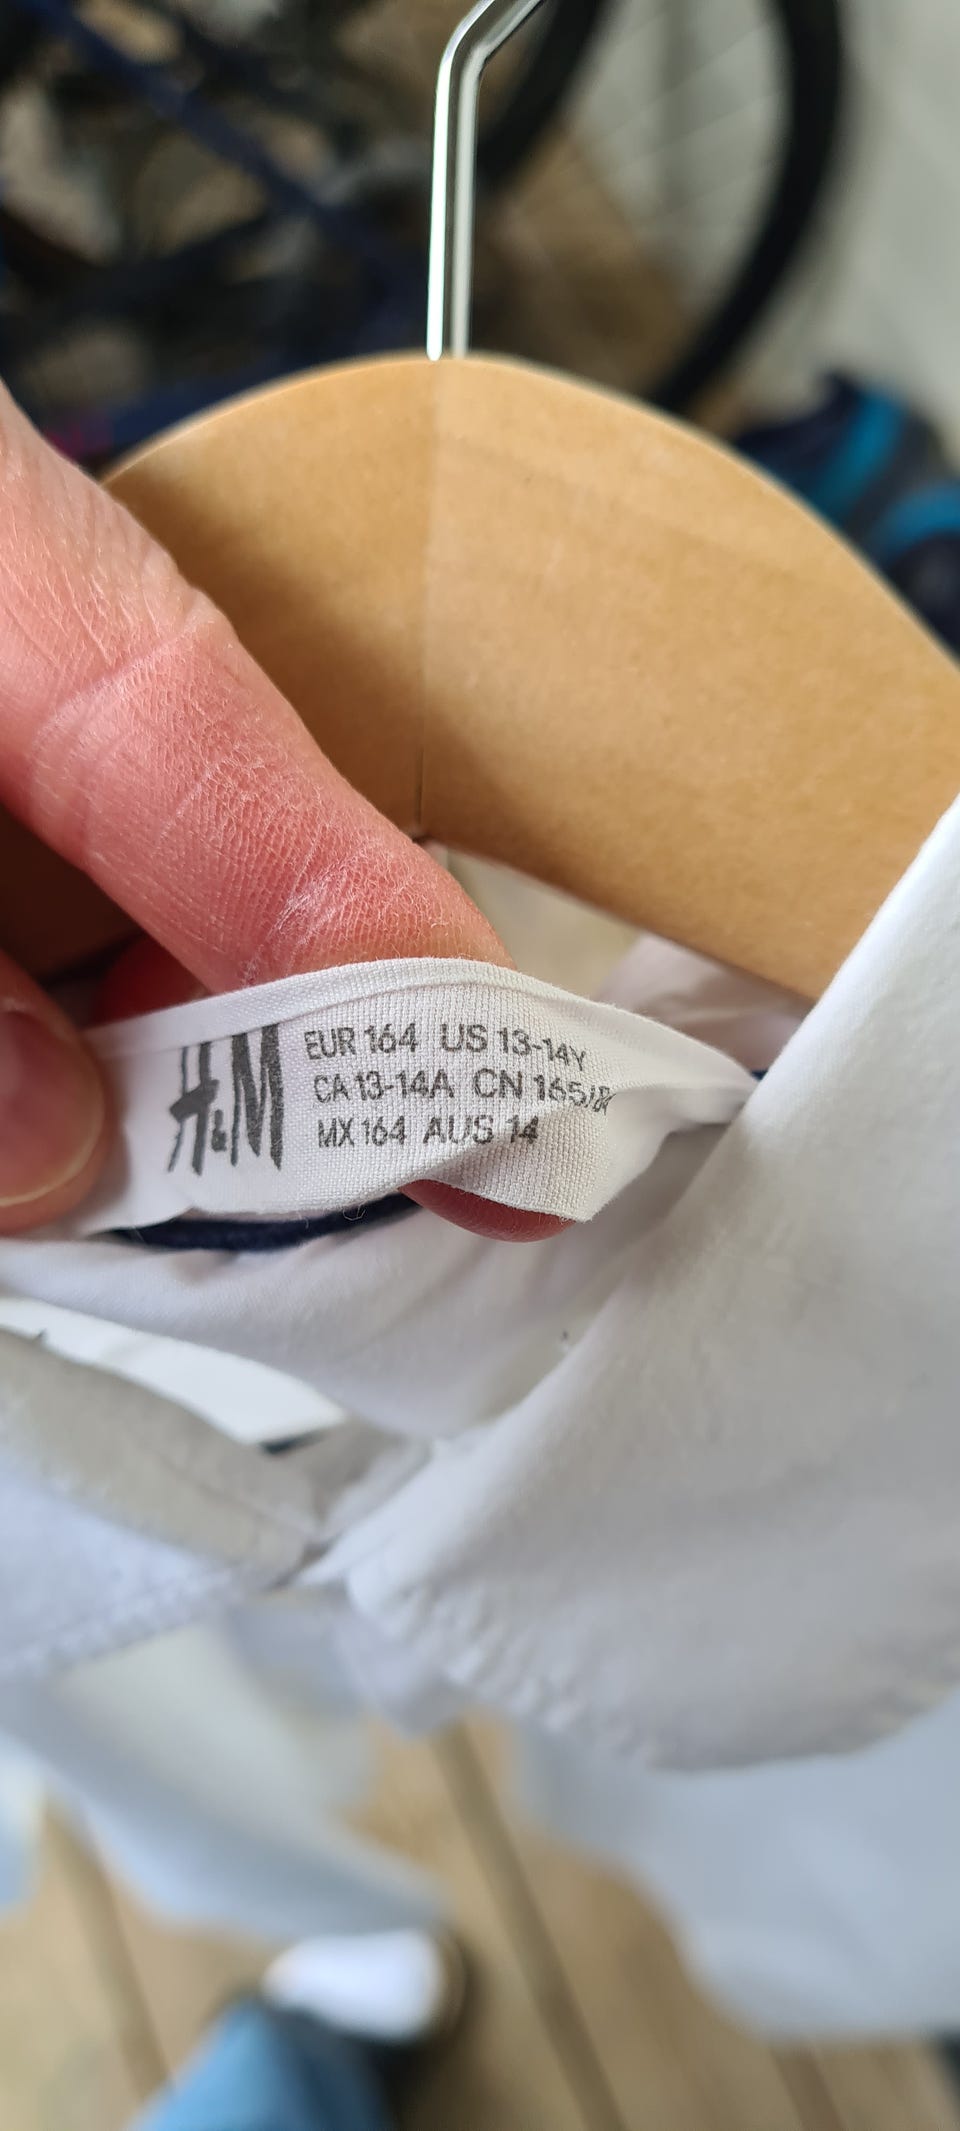 H&M
EUR 164 US 13-14Y
CA 13-14A CN 165/
MX 164 AUS 14